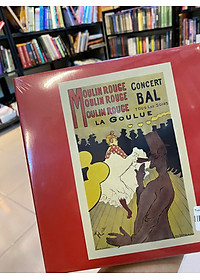 MOULIN ROUGE CONCERT
MOULIN ROUGE BAL
MOULIN ROUGE TOUS LES SOIRS
LA GOULUE